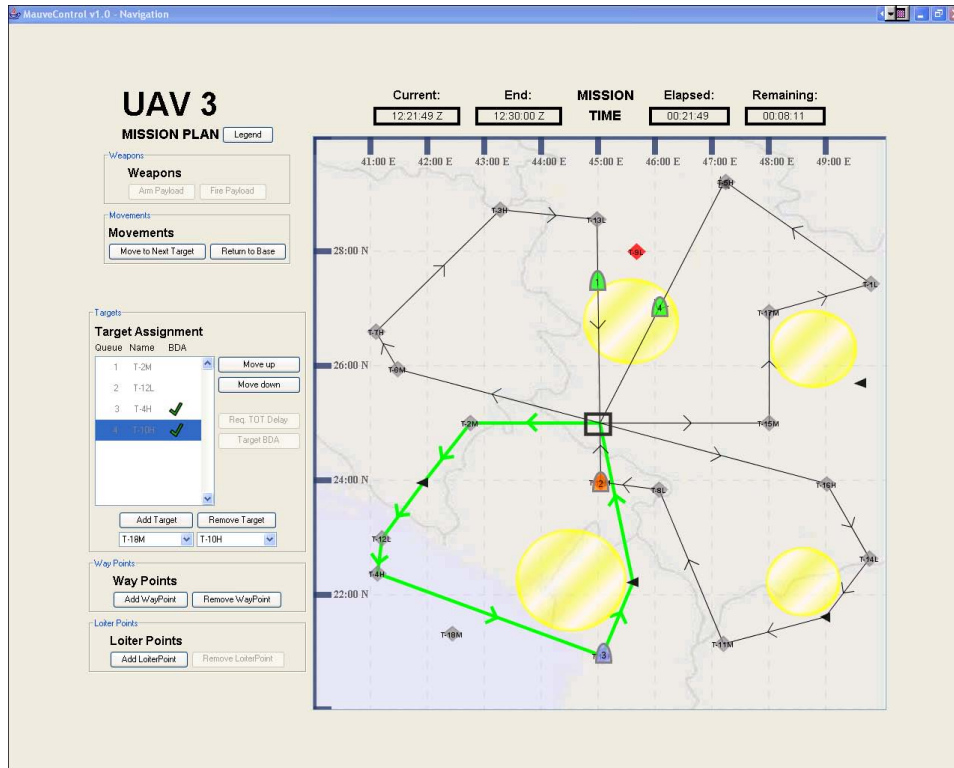 MauveControl v1.0 - Navigation
UAV 3
MISSION PLAN Legend
Current: End: MISSION TIME Elapsed: Remaining:
12:21:49 Z 12:30:00 Z 00:21:49 00:08:11
Weapons
Weapons
Arm Payload Fire Payload
Movements
Movements
Move to Next Target Return to Base
Targets
Target Assignment
Queue Name BDA
1 T-2M
2 T-12L
3 T-4H
4 T-10H
Move up
Move down
Req. TOT Delay
Target BDA
Add Target Remove Target
T-18M T-10H
Way Points
Way Points
Add WayPoint Remove WayPoint
Loiter Points
Loiter Points
Add LoiterPoint Remove LoiterPoint
41:00 E 42:00 E 43:00 E 44:00 E 45:00 E 46:00 E 47:00 E 48:00 E 49:00 E
T-5H
T-3H
T-13L
28:00 N
T-9L
1
T-1L
4
T-17M
T-7H
26:00 N
T-2M
T-15M
24:00 N
2
T-8L
T-16H
T-12L
T-14L
T-4H
22:00 N
T-18M
T-11M
3